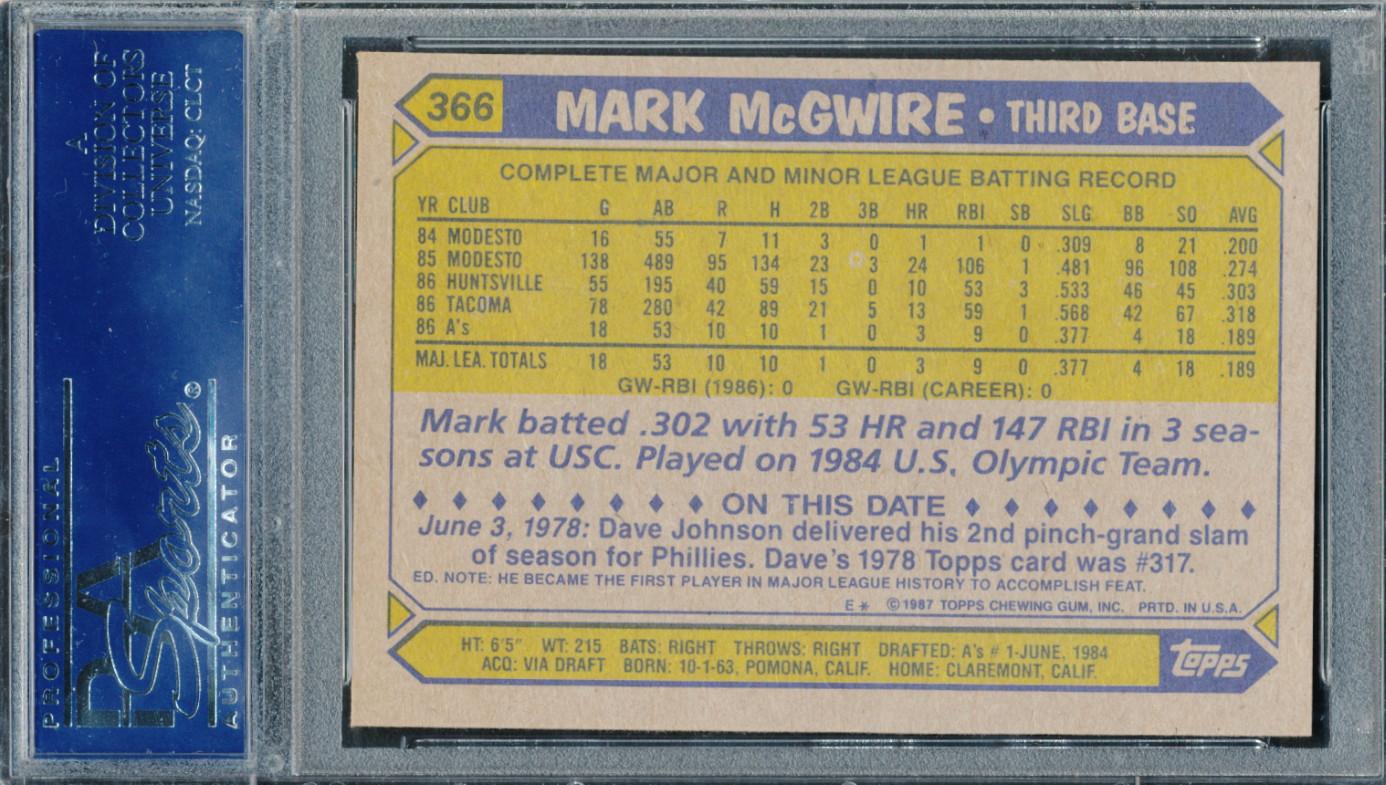 A
DIVISION OF
COLLECTORS
UNIVERSE
NASDAQ: CLCT
PROFESSIONAL
PSA
Sports®
AUTHENTICATOR
366 MARK McGWIRE • THIRD BASE
COMPLETE MAJOR AND MINOR LEAGUE BATTING RECORD
YR CLUB G AB R H 2B 3B HR RBI SB SLG BB SO AVG
84 MODESTO 16 55 7 11 3 0 1 1 0 .309 8 21 .200
85 MODESTO 138 489 95 134 23 3 24 106 1 .481 96 108 .274
86 HUNTSVILLE 55 195 40 59 15 0 10 53 3 .533 46 45 .303
86 TACOMA 78 280 42 89 21 5 13 59 1 .568 42 67 .318
86 A's 18 53 10 10 1 0 3 9 0 .377 4 18 .189
MAJ. LEA. TOTALS 18 53 10 10 1 0 3 9 0 .377 4 18 .189
GW-RBI (1986): 0 GW-RBI (CAREER): 0
Mark batted .302 with 53 HR and 147 RBI in 3 sea-
sons at USC. Played on 1984 U.S. Olympic Team.
♦ ♦ ♦ ♦ ♦ ♦ ♦ ♦ ON THIS DATE ♦ ♦ ♦ ♦ ♦ ♦ ♦ ♦
June 3, 1978: Dave Johnson delivered his 2nd pinch-grand slam
of season for Phillies. Dave's 1978 Topps card was #317.
ED. NOTE: HE BECAME THE FIRST PLAYER IN MAJOR LEAGUE HISTORY TO ACCOMPLISH FEAT.
E* ©1987 TOPPS CHEWING GUM, INC. PRTD. IN U.S.A.
HT: 6'5" WT: 215 BATS: RIGHT THROWS: RIGHT DRAFTED: A's # 1-JUNE, 1984
ACQ: VIA DRAFT BORN: 10-1-63, POMONA, CALIF. HOME: CLAREMONT, CALIF.
topps